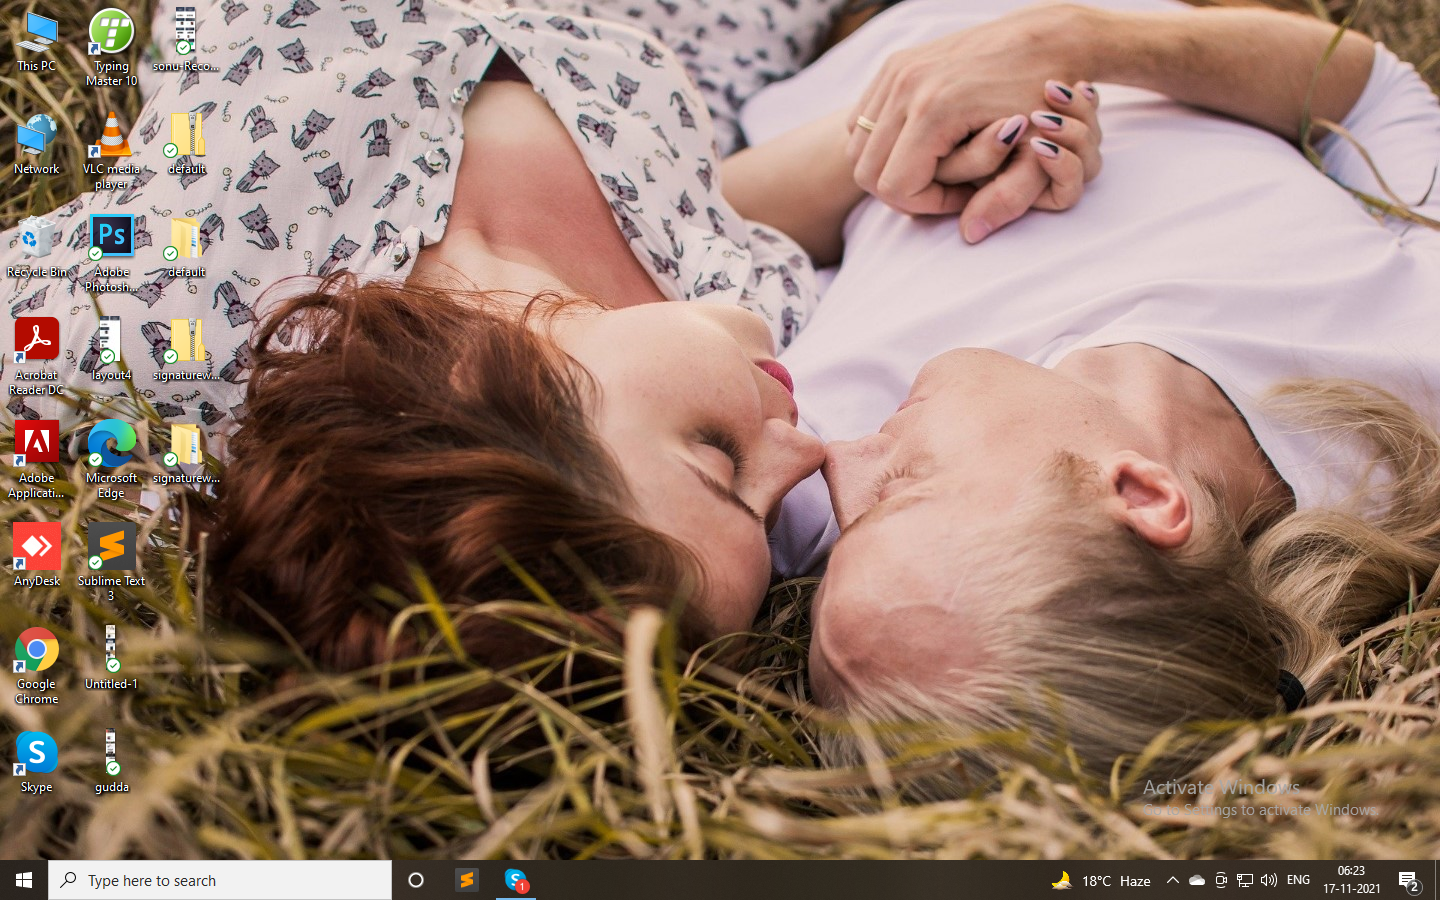 This PC
Typing
Master 10
sonu-Reco...
Network
VLC media
player
default
Recycle Bin
Ps
Adobe
Photosh...
default
Acrobat
Reader DC
layout4
signaturew...
Adobe
Applicati...
Microsoft
Edge
signaturew...
AnyDesk
Sublime Text
3
Google
Chrome
Untitled-1
S
Skype
gudda
Activate Windows
Go to Settings to activate Windows.
Type here to search
S
1
18°C Haze
ENG
06:23
17-11-2021
2